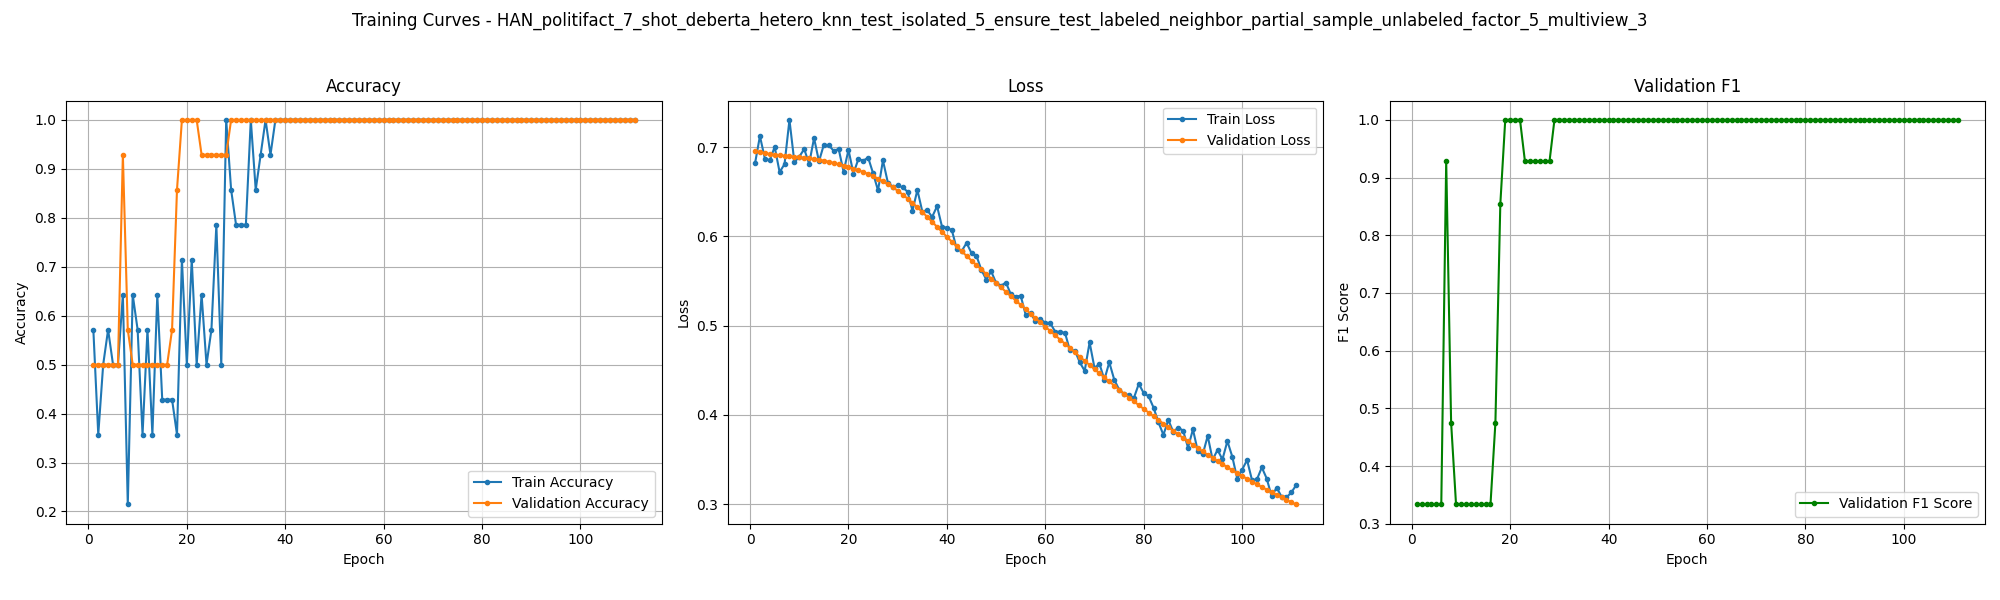 Training Curves - HAN_politifact_7_shot_deberta_hetero_knn_test_isolated_5_ensure_test_labeled_neighbor_partial_sample_unlabeled_factor_5_multiview_3
Accuracy
Accuracy
1.0
0.9
0.8
0.7
0.6
0.5
0.4
0.3
0.2
Train Accuracy
Validation Accuracy
0 20 40 60 80 100
Epoch
Loss
Loss
0.7
0.6
0.5
0.4
0.3
Train Loss
Validation Loss
0 20 40 60 80 100
Epoch
Validation F1
F1 Score
1.0
0.9
0.8
0.7
0.6
0.5
0.4
0.3
Validation F1 Score
0 20 40 60 80 100
Epoch